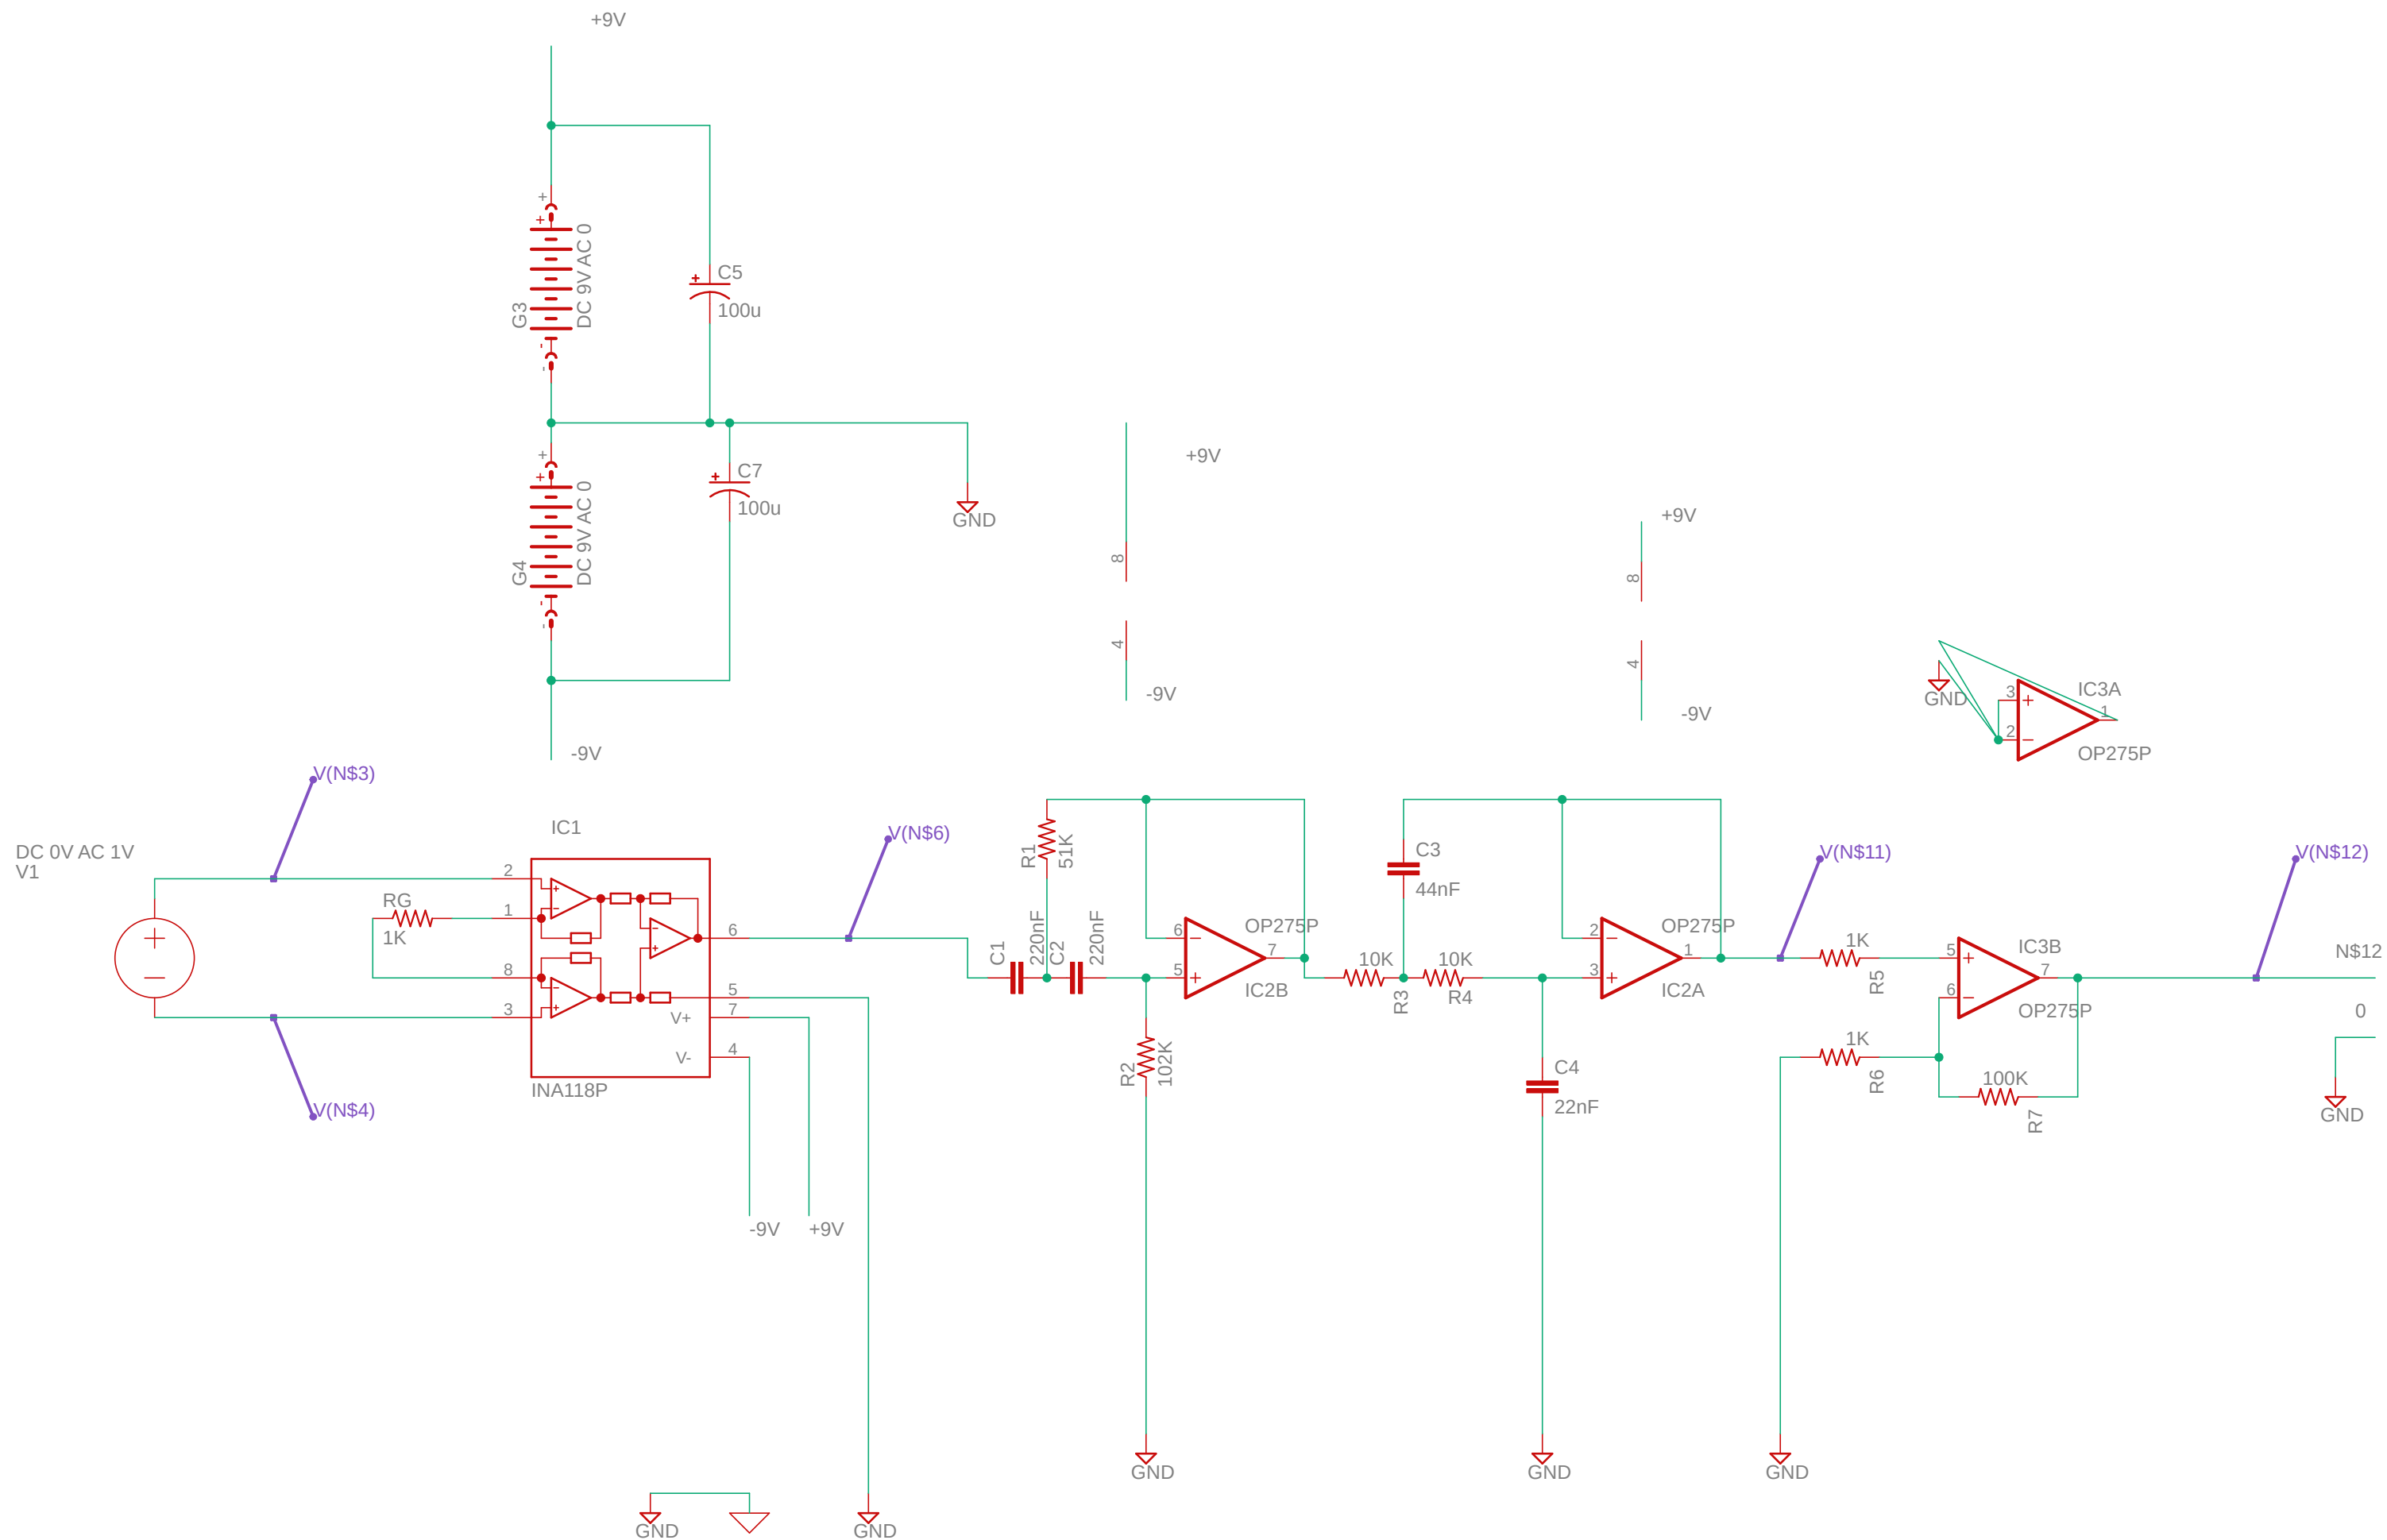 +9V
+
+
G3
DC 9V AC 0
-
-
C5
100u
+
+
+
G4
DC 9V AC 0
-
-
+
C7
100u
GND
-9V
+9V
8
4
-9V
+9V
8
4
-9V
GND
3
2
1
IC3A
OP275P
V(N$3)
DC 0V AC 1V
V1
V(N$4)
RG
1K
IC1
2
1
8
3
6
5
7
4
V+
V-
INA118P
-9V
+9V
V(N$6)
C1
220nF
R1
51K
C2
220nF
6
5
7
OP275P
IC2B
R2
102K
GND
10K
R3
C3
44nF
10K
R4
2
3
1
OP275P
IC2A
C4
22nF
GND
V(N$11)
1K
R5
5
6
7
IC3B
OP275P
1K
R6
100K
R7
GND
V(N$12)
N$12
0
GND
GND
GND